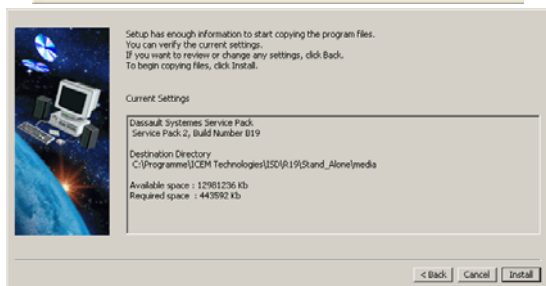 Setup has enough information to start copying the program files.
You can verify the current settings.
If you want to review or change any settings, click Back.
To begin copying files, click Install.
Current Settings
Dassault Systemes Service Pack
Service Pack 2, Build Number B19
Destination Directory
C:\Programme\ICEM Technologies\ISD\R19\Stand_Alone\media
Available space : 12981236 Kb
Required space : 443592 Kb
< Back Cancel Install